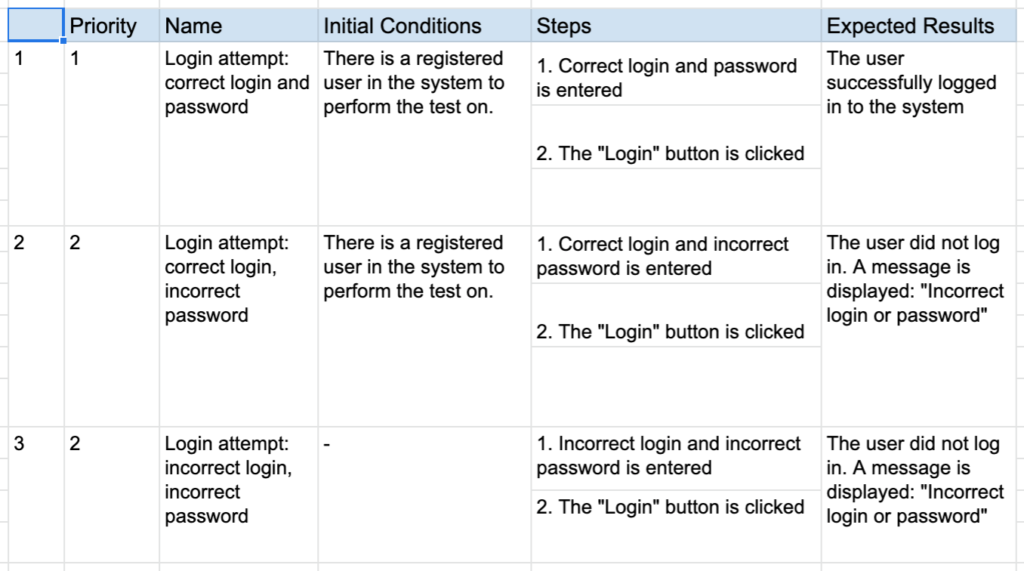 Priority Name Initial Conditions Steps Expected Results
1 1
Login attempt:
correct login and
password
There is a registered
user in the system to
perform the test on.
1. Correct login and password
is entered
2. The "Login" button is clicked
The user
successfully logged
in to the system
2 2
Login attempt:
correct login,
incorrect
password
There is a registered
user in the system to
perform the test on.
1. Correct login and incorrect
password is entered
2. The "Login" button is clicked
The user did not log
in. A message is
displayed: "Incorrect
login or password"
3 2
Login attempt:
incorrect login,
incorrect
password
-
1. Incorrect login and incorrect
password is entered
2. The "Login" button is clicked
The user did not log
in. A message is
displayed: "Incorrect
login or password"